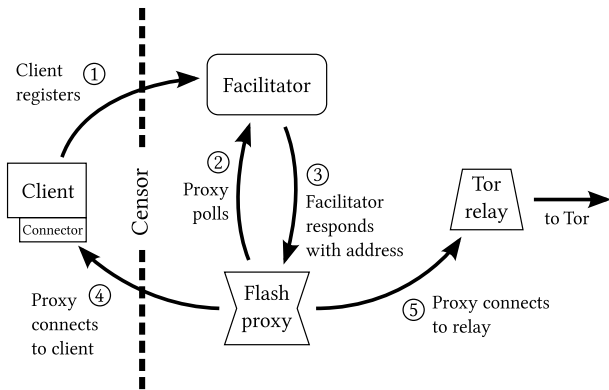 Client
registers
①
Facilitator
②
Proxy
polls
③
Facilitator
responds
with address
Client
Connector
Censor
Tor
relay
to Tor
Proxy
connects
to client
④
Flash
proxy
⑤
Proxy connects
to relay